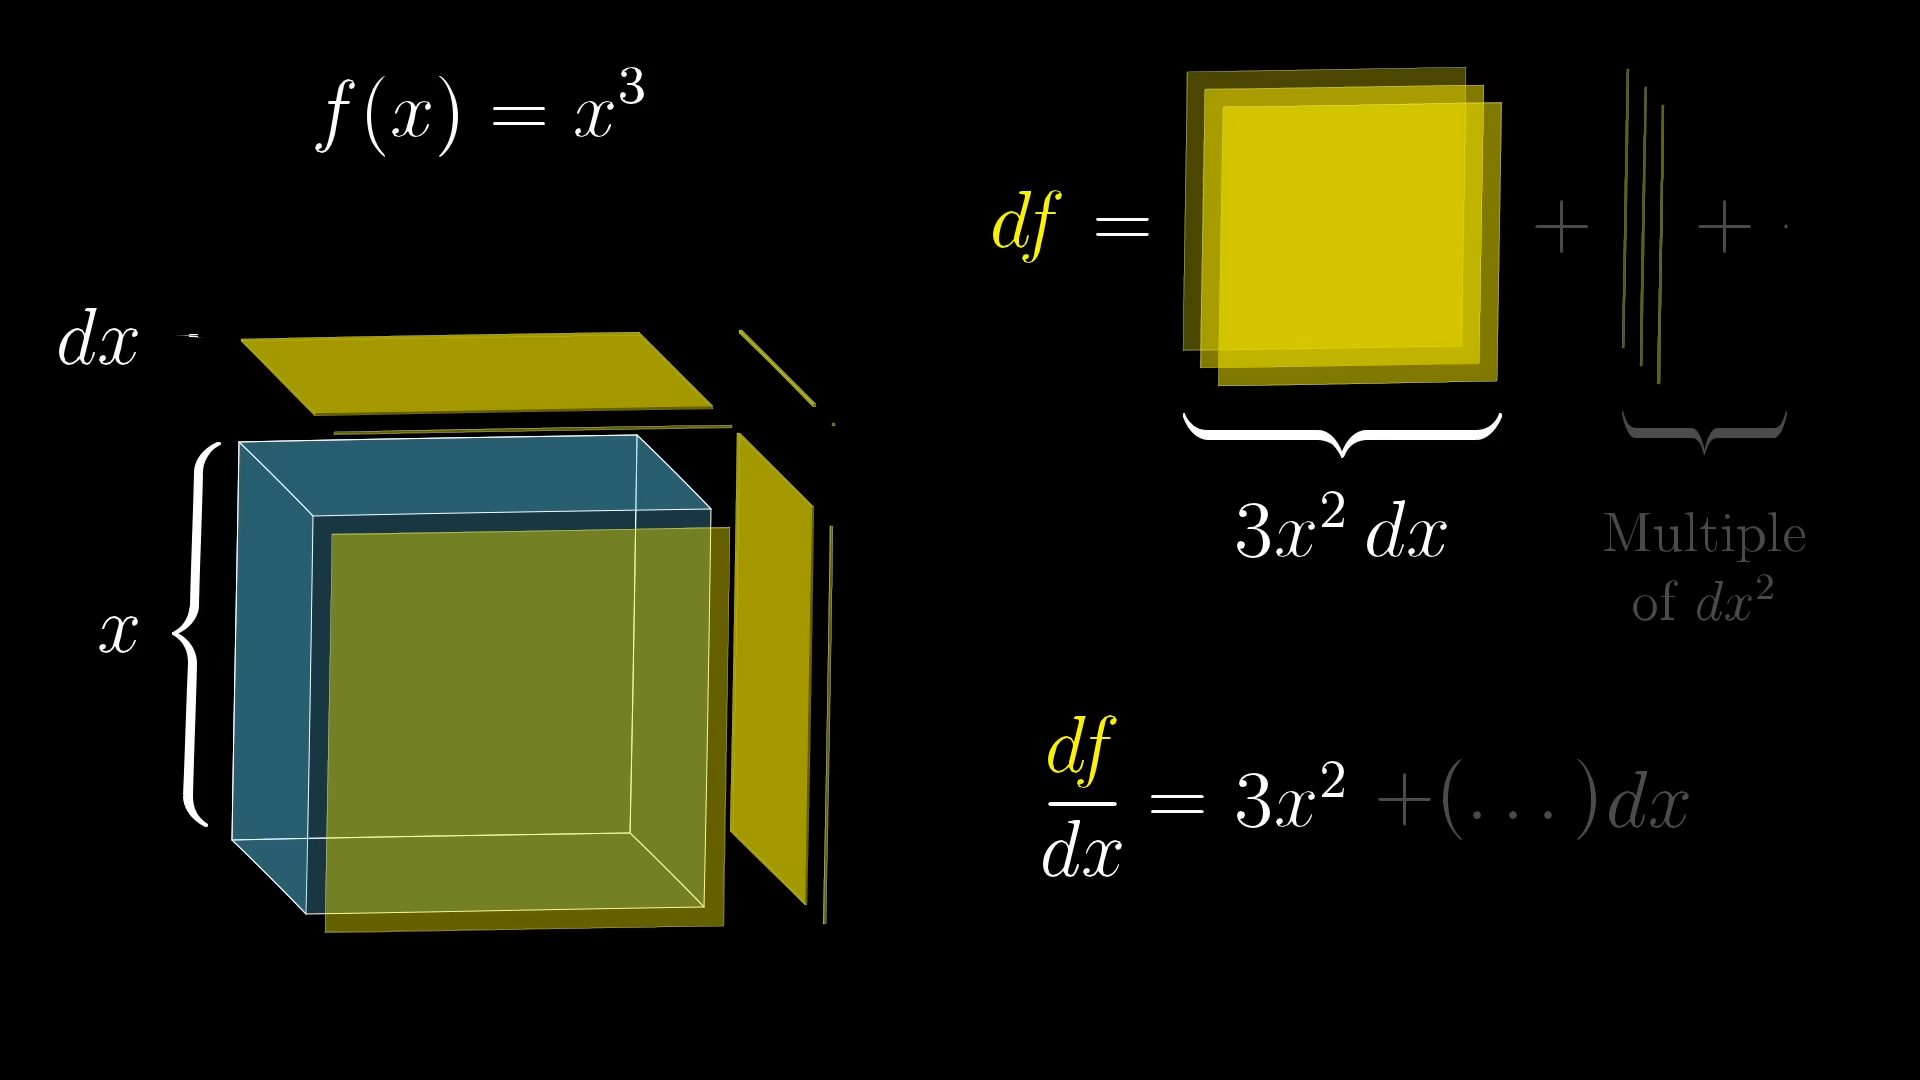 f(x) = x³
df = + + ·
dx
x
3x² dx
Multiple
of dx²
df/dx = 3x² +(...)dx